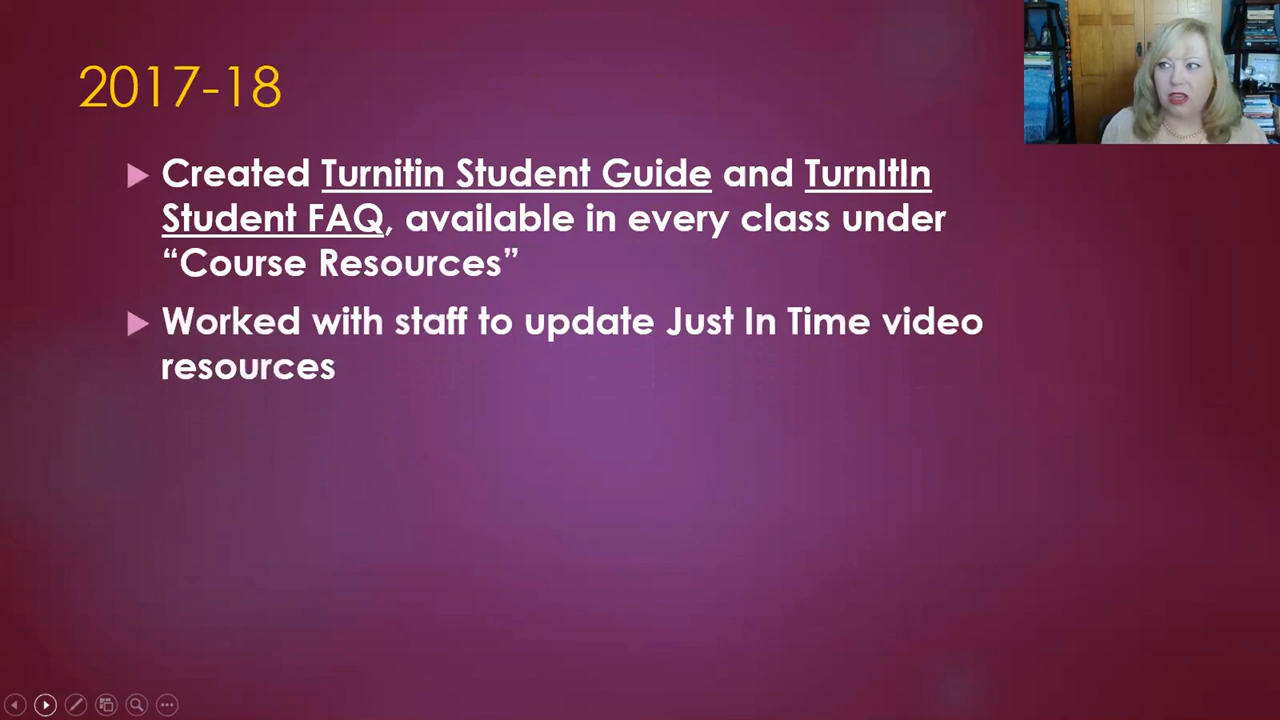 2017-18
Created Turnitin Student Guide and TurnItIn
Student FAQ, available in every class under
“Course Resources”
Worked with staff to update Just In Time video
resources